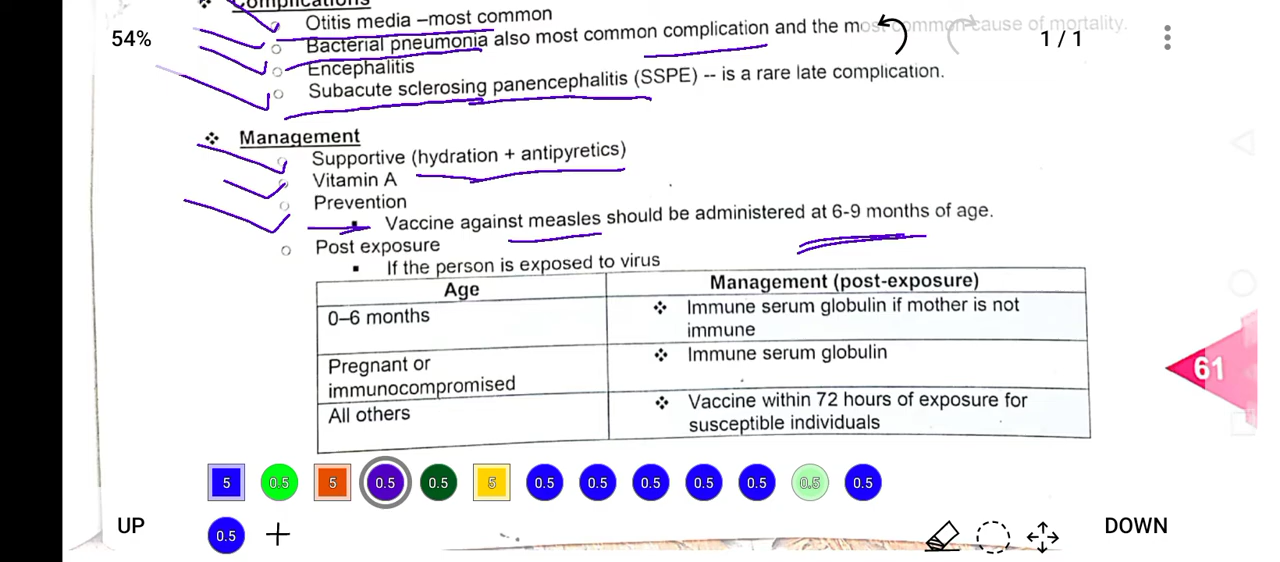 Complications
Otitis media –most common
54%
Bacterial pneumonia also most common complication and the most common cause of mortality.
1 / 1
Encephalitis
Subacute sclerosing panencephalitis (SSPE) -- is a rare late complication.
Management
Supportive (hydration + antipyretics)
Vitamin A
Prevention
Vaccine against measles should be administered at 6-9 months of age.
Post exposure
If the person is exposed to virus
Age Management (post-exposure)
0–6 months Immune serum globulin if mother is not
immune
Pregnant or Immune serum globulin
immunocompromised
61
All others Vaccine within 72 hours of exposure for
susceptible individuals
5 0.5 5 0.5 0.5 5 0.5 0.5 0.5 0.5 0.5 0.5 0.5
UP 0.5 + DOWN